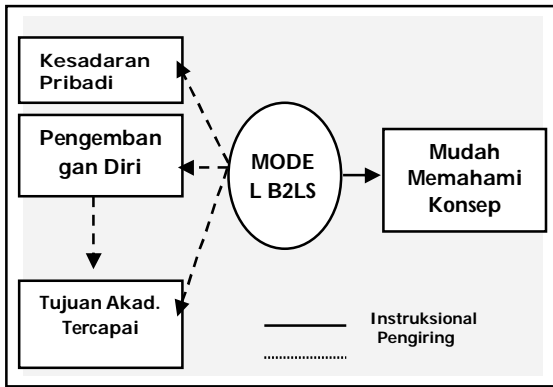 Kesadaran
Pribadi
Pengemban
gan Diri
Tujuan Akad.
Tercapai
MODE
L B2LS
Mudah
Memahami
Konsep
Instruksional
Pengiring